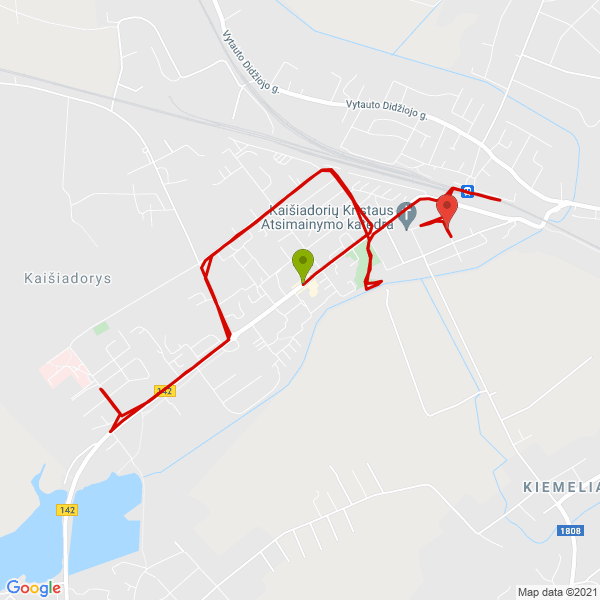 Vytauto Didžiojo g.
Vytauto Didžiojo g.
Kaišiadorių Kristaus
Atsimainymo katedra
Kaišiadorys
142
142
KIEMELIA
1808
Google
Map data ©2021